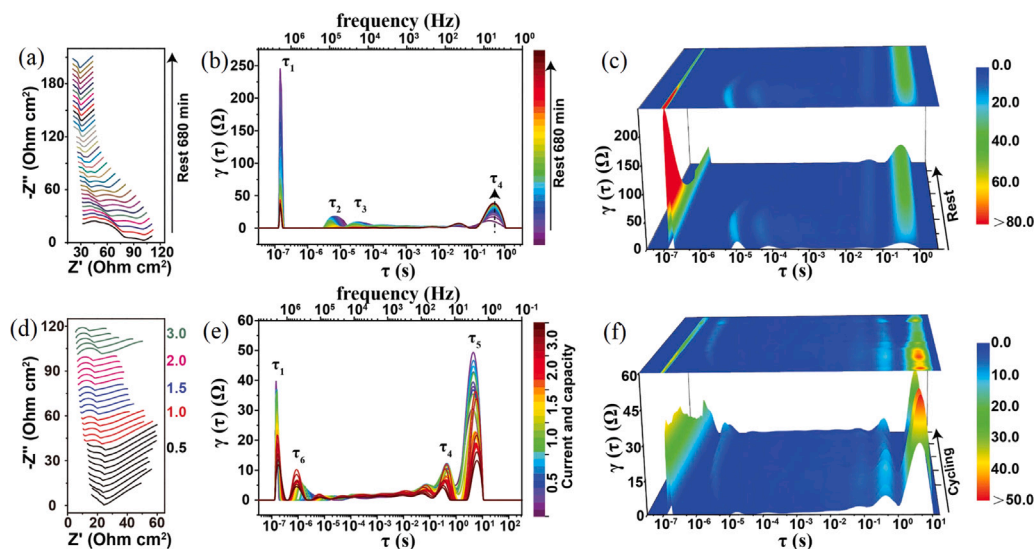 (a)
-Z'' (Ohm cm²)
210
180
150
120
90
60
30
0
30 60 90 120
Z' (Ohm cm²)
Rest 680 min
(b)
frequency (Hz)
10⁶ 10⁵ 10⁴ 10³ 10² 10¹ 10⁰
γ (τ) (Ω)
250
200
150
100
50
0
τ₁
τ₂ τ₃
τ₄
10⁻⁷ 10⁻⁶ 10⁻⁵ 10⁻⁴ 10⁻³ 10⁻² 10⁻¹ 10⁰
τ (s)
Rest 680 min
(c)
γ (τ) (Ω)
200
150
100
50
0
10⁻⁷ 10⁻⁶ 10⁻⁵ 10⁻⁴ 10⁻³ 10⁻² 10⁻¹ 10⁰
τ (s)
Rest
0.0
20.0
40.0
60.0
>80.0
(d)
-Z'' (Ohm cm²)
120
90
60
30
0
3.0
2.0
1.5
1.0
0.5
0 20 40 60
Z' (Ohm cm²)
(e)
frequency (Hz)
10⁶ 10⁵ 10⁴ 10³ 10² 10¹ 10⁰ 10⁻¹
γ (τ) (Ω)
60
50
40
30
20
10
0
τ₁
τ₆
τ₄
τ₅
10⁻⁷ 10⁻⁶ 10⁻⁵ 10⁻⁴ 10⁻³ 10⁻² 10⁻¹ 10⁰ 10¹ 10²
τ (s)
3.0
2.0
1.5
1.0
0.5
Current and capacity
(f)
γ (τ) (Ω)
60
45
30
15
0
10⁻⁷ 10⁻⁶ 10⁻⁵ 10⁻⁴ 10⁻³ 10⁻² 10⁻¹ 10⁰ 10¹
τ (s)
Cycling
0.0
10.0
20.0
30.0
40.0
>50.0